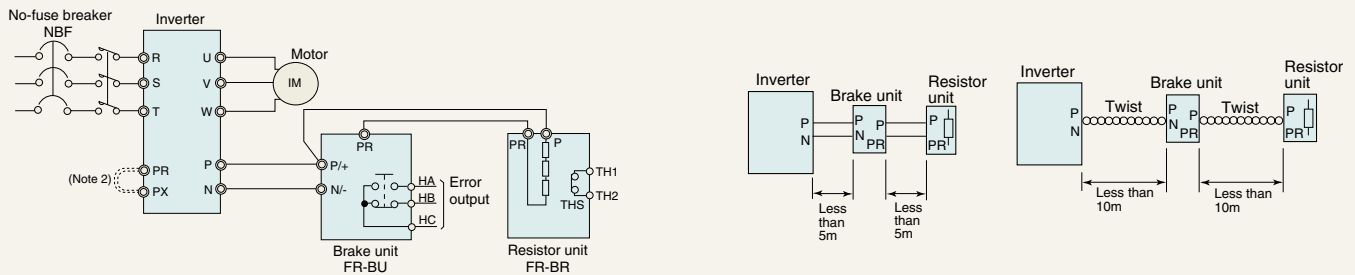 No-fuse breaker
NBF
Inverter
Motor
R
S
T
U
V
W
IM
PR
PX
(Note 2)
P
N
PR
P/+
N/-
HA
HB
HC
Error
output
Brake unit
FR-BU
PR
P
TH1
TH2
THS
Resistor unit
FR-BR
Inverter
P
N
Brake unit
P
N
P
PR
Resistor
unit
P
PR
Less
than
5m
Less
than
5m
Inverter
P
N
Twist
Brake unit
P
N
P
PR
Twist
Resistor
unit
P
PR
Less than
10m
Less than
10m